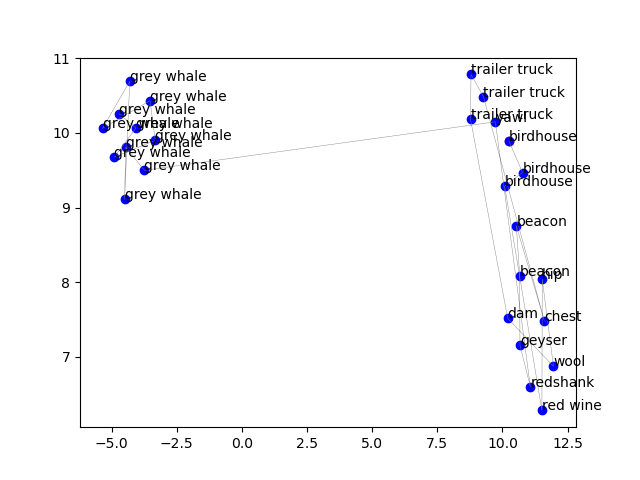 11
trailer truck
grey whale
trailer truck
grey whale
grey whale
trailer truck
yawl
grey whale
grey whale
10
grey whale
birdhouse
grey whale
grey whale
birdhouse
grey whale
birdhouse
grey whale
9
beacon
beacon
hip
8
dam
chest
geyser
7
wool
redshank
red wine
−5.0
−2.5
0.0
2.5
5.0
7.5
10.0
12.5